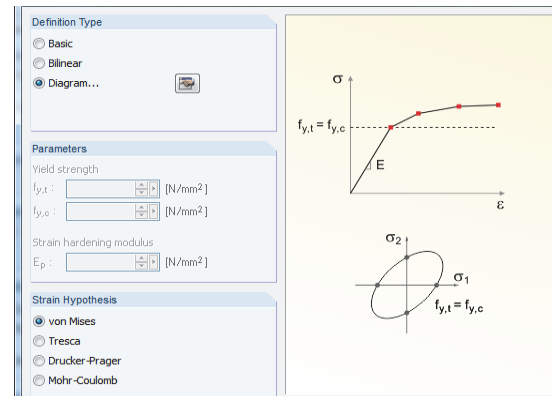 Definition Type
Basic
Bilinear
Diagram...
Parameters
Yield strength
fy,t : [N/mm²]
fy,c : [N/mm²]
Strain hardening modulus
Ep : [N/mm²]
Strain Hypothesis
von Mises
Tresca
Drucker-Prager
Mohr-Coulomb
σ
fy,t = fy,c
E
ε
σ2
σ1
fy,t = fy,c